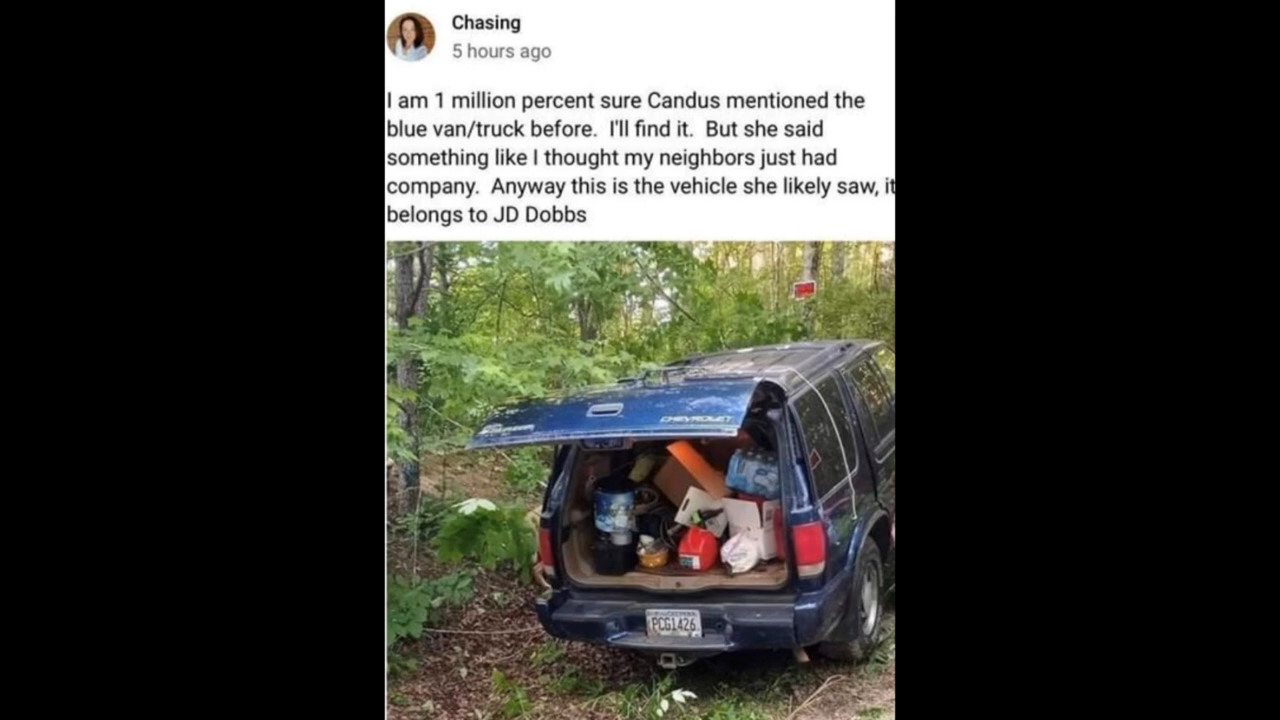 Chasing
5 hours ago
I am 1 million percent sure Candus mentioned the
blue van/truck before.  I'll find it.  But she said
something like I thought my neighbors just had
company.  Anyway this is the vehicle she likely saw, it
belongs to JD Dobbs
CHEVROLET
PCG1426